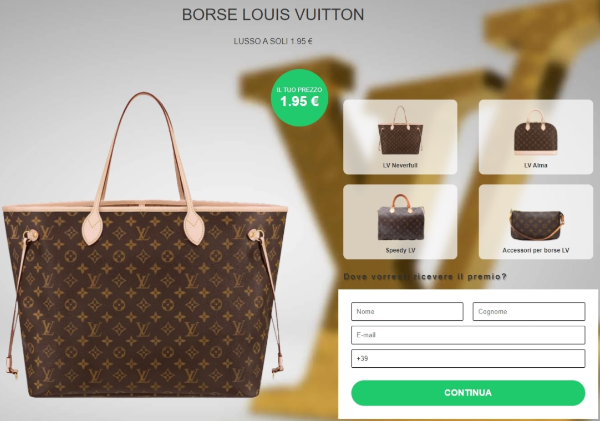 BORSE LOUIS VUITTON
LUSSO A SOLI 1.95 €
IL TUO PREZZO
1.95 €
LV Neverfull
LV Alma
Speedy LV
Accessori per borse LV
Dove vorresti ricevere il premio?
Nome
Cognome
E-mail
+39
CONTINUA